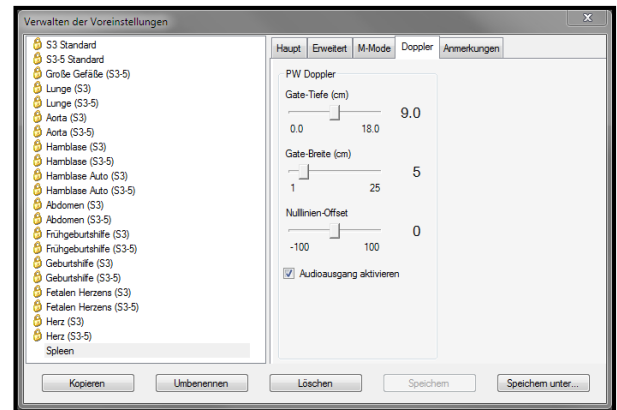 Verwalten der Voreinstellungen
S3 Standard
S3-5 Standard
Große Gefäße (S3-5)
Lunge (S3)
Lunge (S3-5)
Aorta (S3)
Aorta (S3-5)
Harnblase (S3)
Harnblase (S3-5)
Harnblase Auto (S3)
Harnblase Auto (S3-5)
Abdomen (S3)
Abdomen (S3-5)
Frühgeburtshilfe (S3)
Frühgeburtshilfe (S3-5)
Geburtshilfe (S3)
Geburtshilfe (S3-5)
Fetalen Herzens (S3)
Fetalen Herzens (S3-5)
Herz (S3)
Herz (S3-5)
Spleen
Haupt Erweitert M-Mode Doppler Anmerkungen
PW Doppler
Gate-Tiefe (cm)
9.0
0.0 18.0
Gate-Breite (cm)
5
1 25
Nulllinien-Offset
0
-100 100
Audioausgang aktivieren
Kopieren Umbenennen Löschen Speichern Speichern unter...